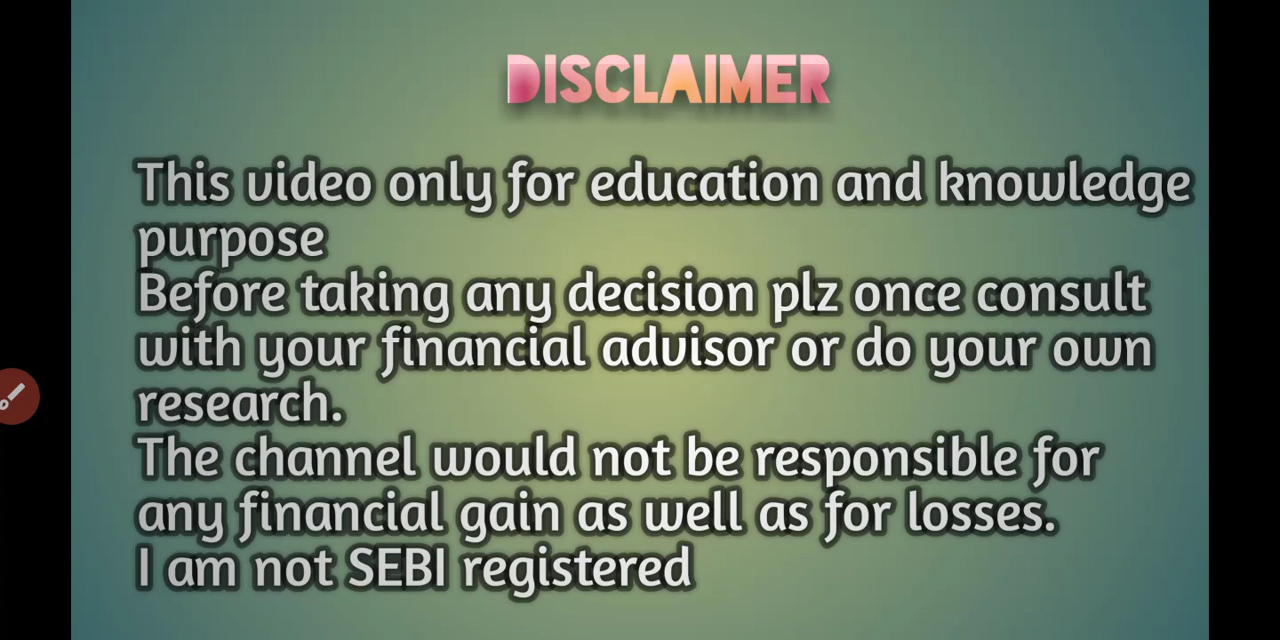 DISCLAIMER
This video only for education and knowledge
purpose
Before taking any decision plz once consult
with your financial advisor or do your own
research.
The channel would not be responsible for
any financial gain as well as for losses.
I am not SEBI registered